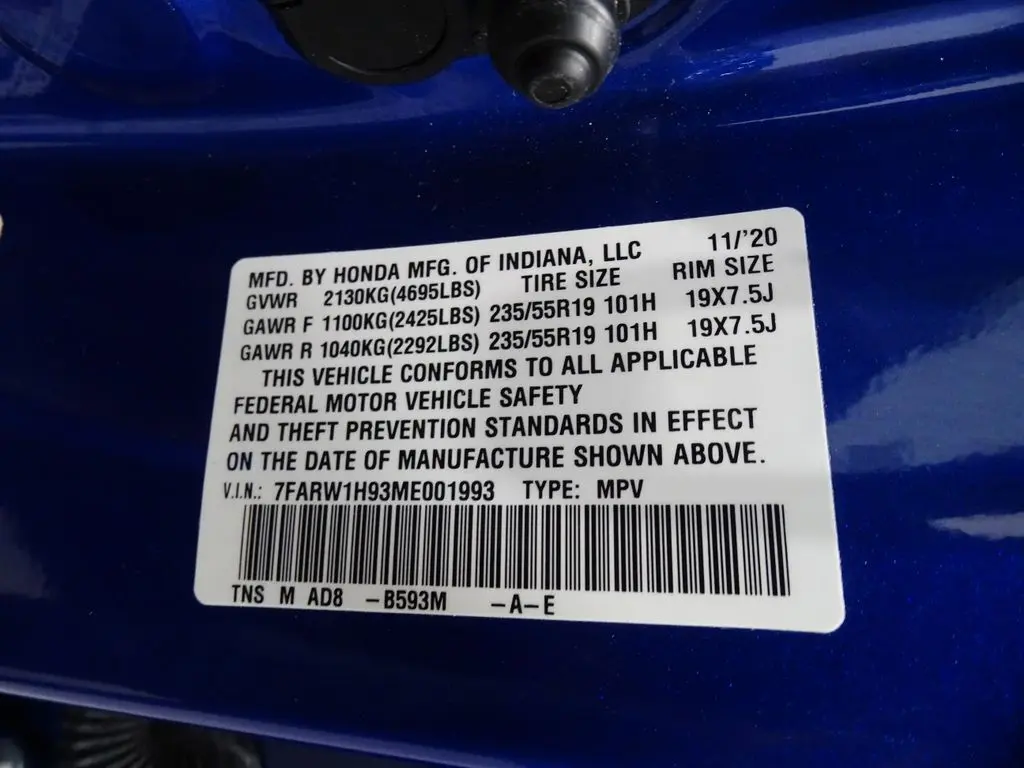 MFD. BY HONDA MFG. OF INDIANA, LLC 11/'20
GVWR 2130KG(4695LBS) TIRE SIZE RIM SIZE
GAWR F 1100KG(2425LBS) 235/55R19 101H 19X7.5J
GAWR R 1040KG(2292LBS) 235/55R19 101H 19X7.5J
THIS VEHICLE CONFORMS TO ALL APPLICABLE
FEDERAL MOTOR VEHICLE SAFETY
AND THEFT PREVENTION STANDARDS IN EFFECT
ON THE DATE OF MANUFACTURE SHOWN ABOVE.
V.I.N.: 7FARW1H93ME001993 TYPE: MPV
TNS M AD8 -B593M -A-E